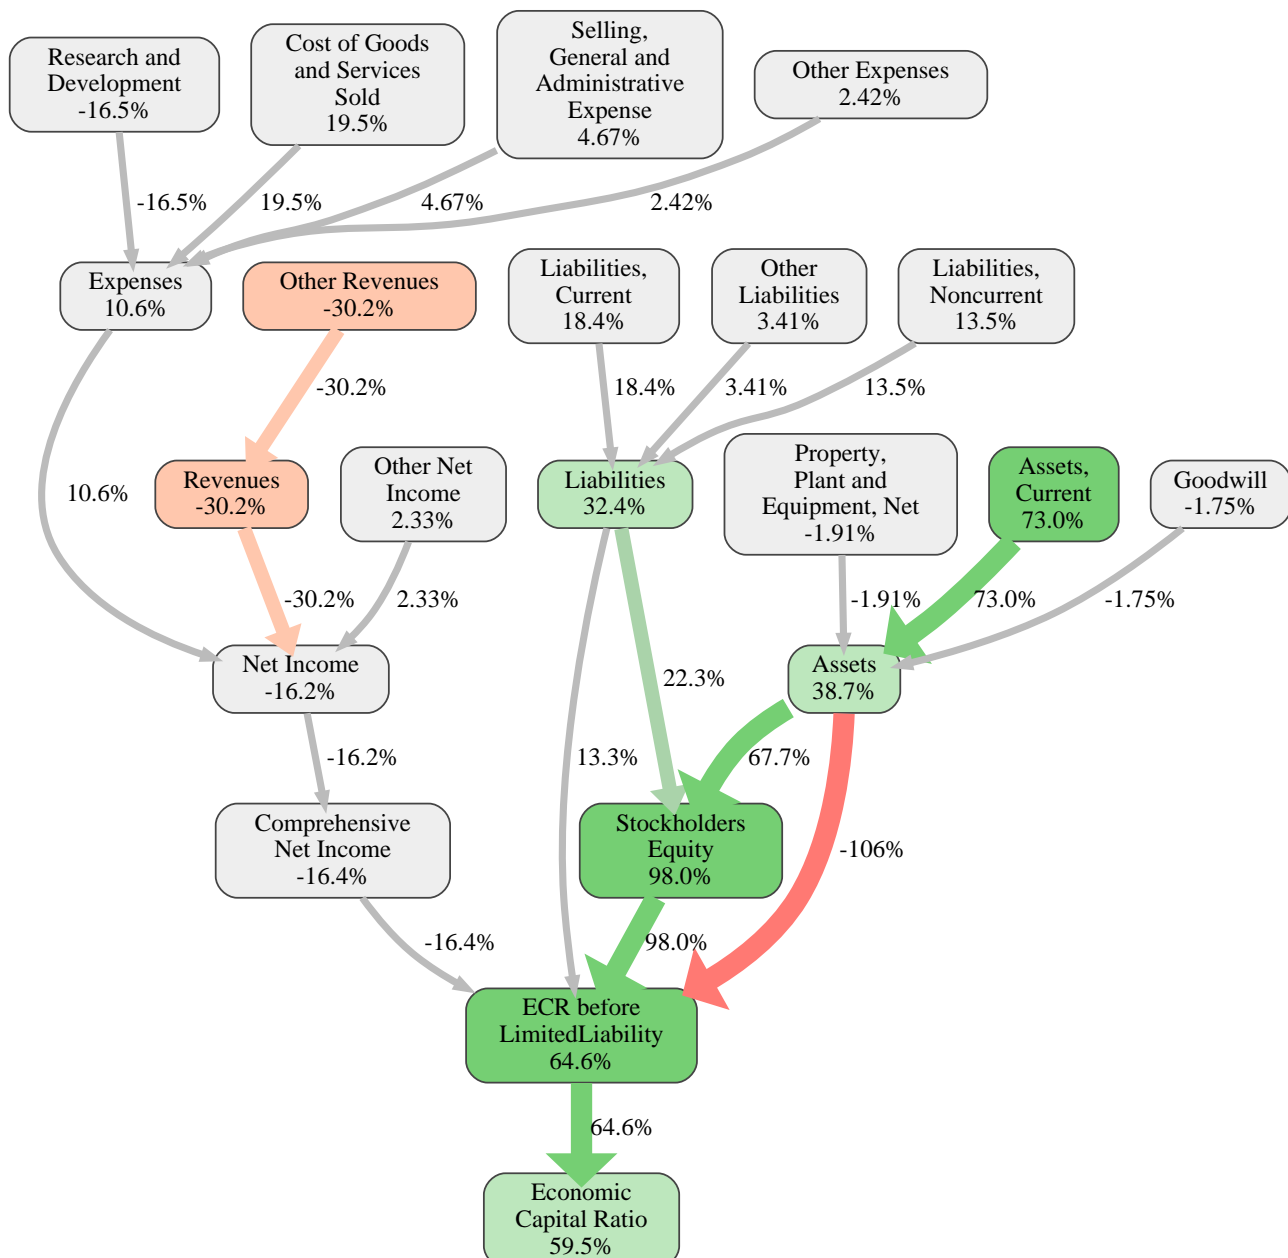 Research and
Development
-16.5%
Cost of Goods
and Services
Sold
19.5%
Selling,
General and
Administrative
Expense
4.67%
Other Expenses
2.42%
-16.5%
19.5%
4.67%
2.42%
Expenses
10.6%
Other Revenues
-30.2%
Liabilities,
Current
18.4%
Other
Liabilities
3.41%
Liabilities,
Noncurrent
13.5%
-30.2%
18.4%
3.41%
13.5%
10.6%
Revenues
-30.2%
Other Net
Income
2.33%
Liabilities
32.4%
Property,
Plant and
Equipment, Net
-1.91%
Assets,
Current
73.0%
Goodwill
-1.75%
-30.2%
2.33%
-1.91%
73.0%
-1.75%
Net Income
-16.2%
22.3%
Assets
38.7%
-16.2%
13.3%
67.7%
Comprehensive
Net Income
-16.4%
Stockholders
Equity
98.0%
-106%
-16.4%
98.0%
ECR before
LimitedLiability
64.6%
64.6%
Economic
Capital Ratio
59.5%